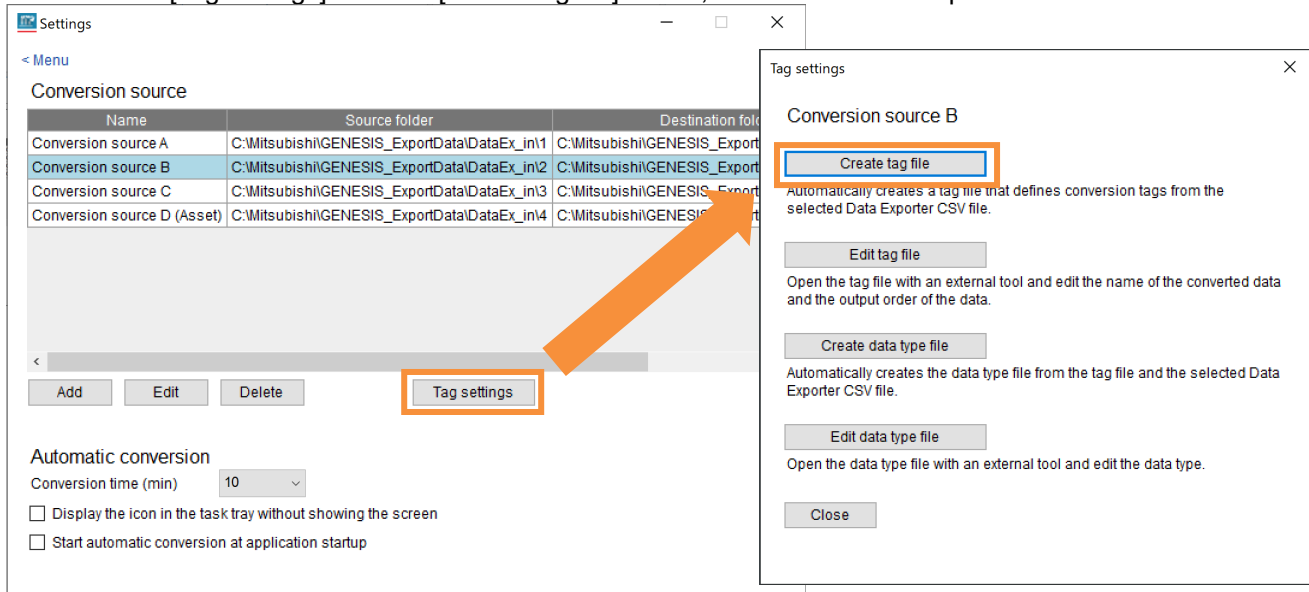 Settings
< Menu
Conversion source
Name Source folder Destination fold
Conversion source A C:\Mitsubishi\GENESIS_ExportData\DataEx_in\1 C:\Mitsubishi\GENESIS_Export
Conversion source B C:\Mitsubishi\GENESIS_ExportData\DataEx_in\2 C:\Mitsubishi\GENESIS_Export
Conversion source C C:\Mitsubishi\GENESIS_ExportData\DataEx_in\3 C:\Mitsubishi\GENESIS_Export
Conversion source D (Asset) C:\Mitsubishi\GENESIS_ExportData\DataEx_in\4 C:\Mitsubishi\GENESIS
Add Edit Delete Tag settings
Automatic conversion
Conversion time (min) 10
Display the icon in the task tray without showing the screen
Start automatic conversion at application startup
Tag settings
Conversion source B
Create tag file
Automatically creates a tag file that defines conversion tags from the
selected Data Exporter CSV file.
Edit tag file
Open the tag file with an external tool and edit the name of the converted data
and the output order of the data.
Create data type file
Automatically creates the data type file from the tag file and the selected Data
Exporter CSV file.
Edit data type file
Open the data type file with an external tool and edit the data type.
Close